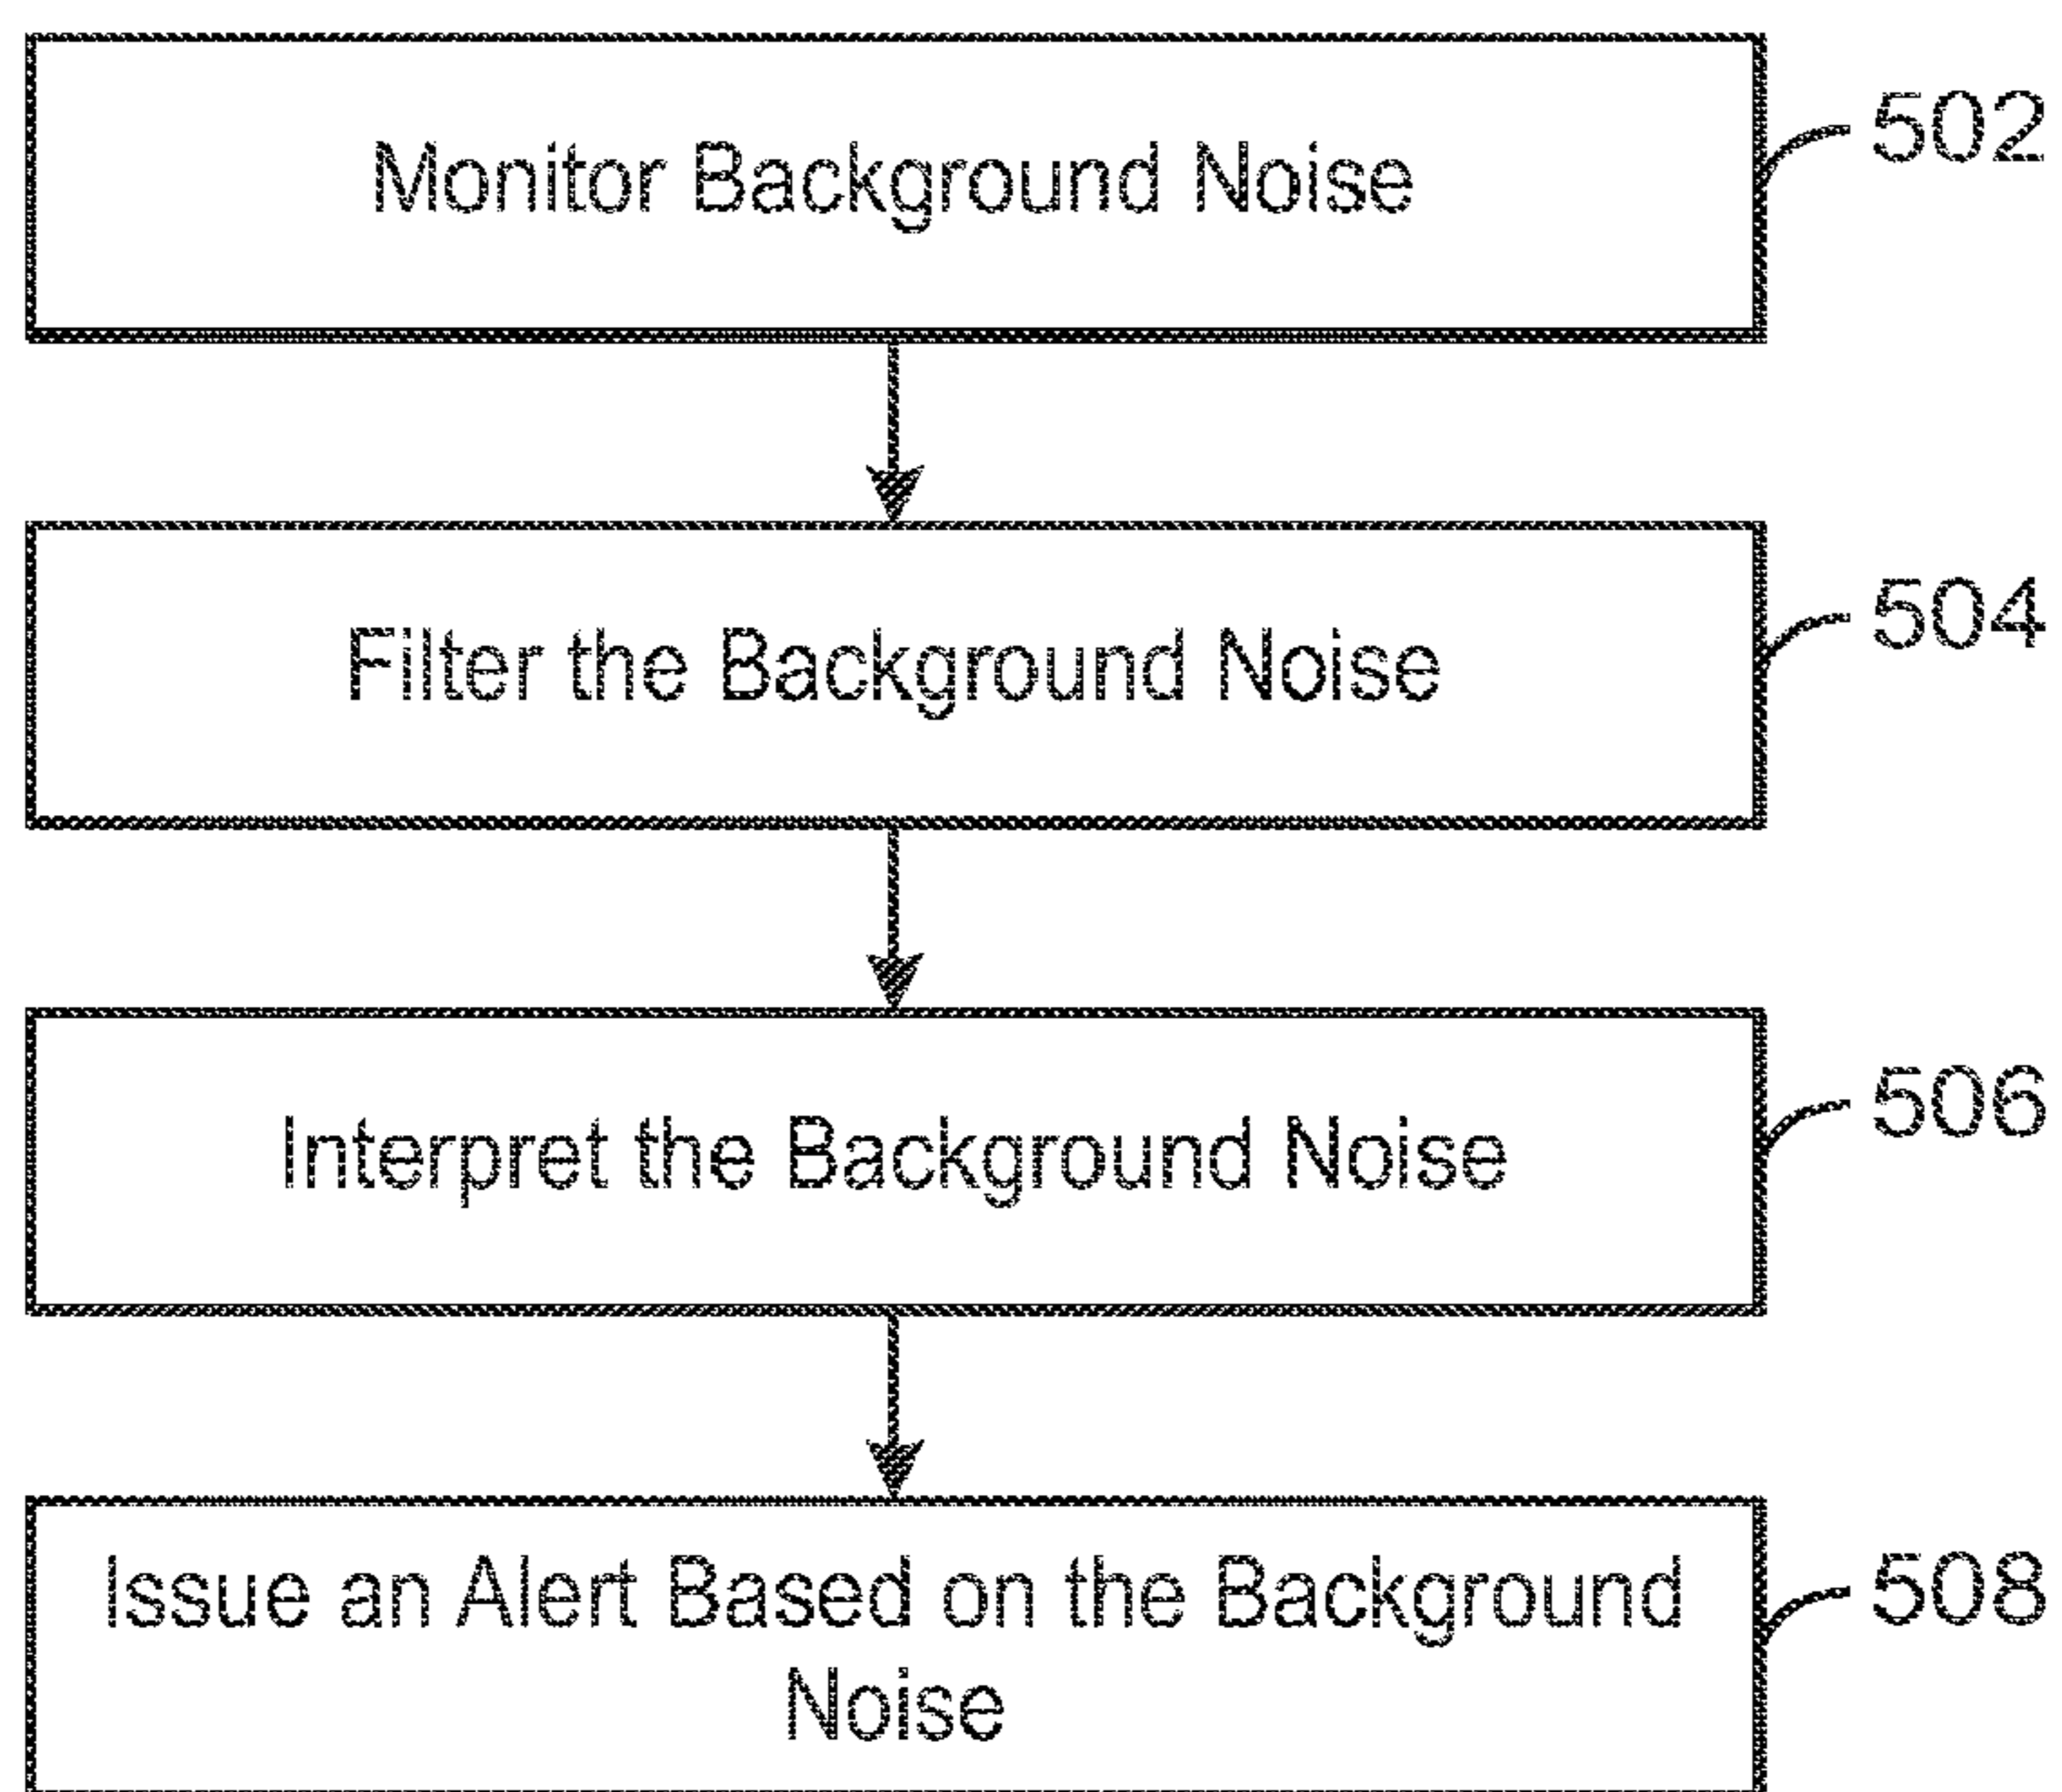 Monitor Background Noise
502
Filter the Background Noise
504
Interpret the Background Noise
506
Issue an Alert Based on the Background
Noise
508